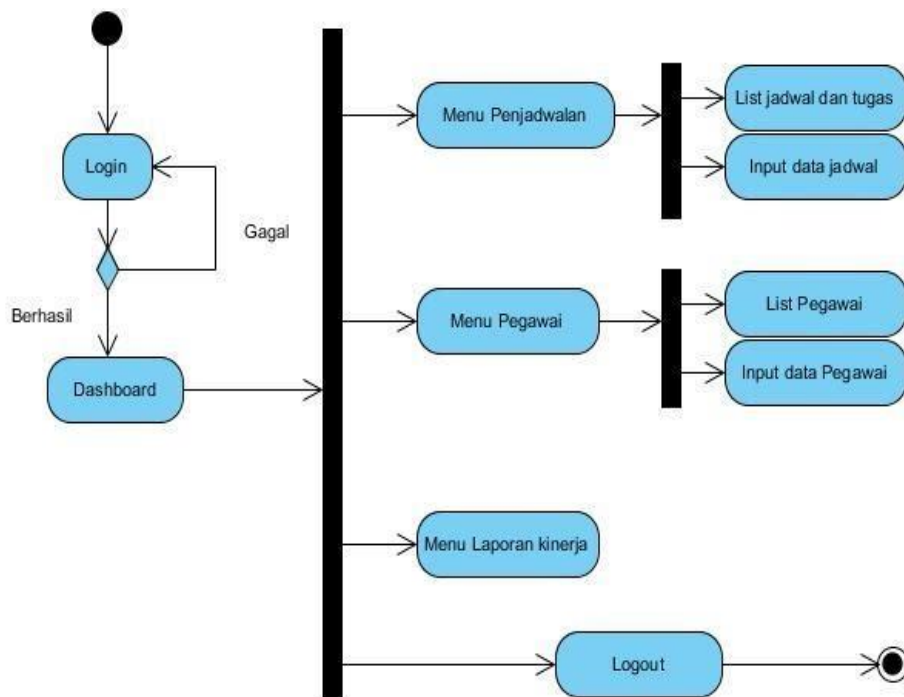 Login
Gagal
Berhasil
Dashboard
Menu Penjadwalan
List jadwal dan tugas
Input data jadwal
Menu Pegawai
List Pegawai
Input data Pegawai
Menu Laporan kinerja
Logout